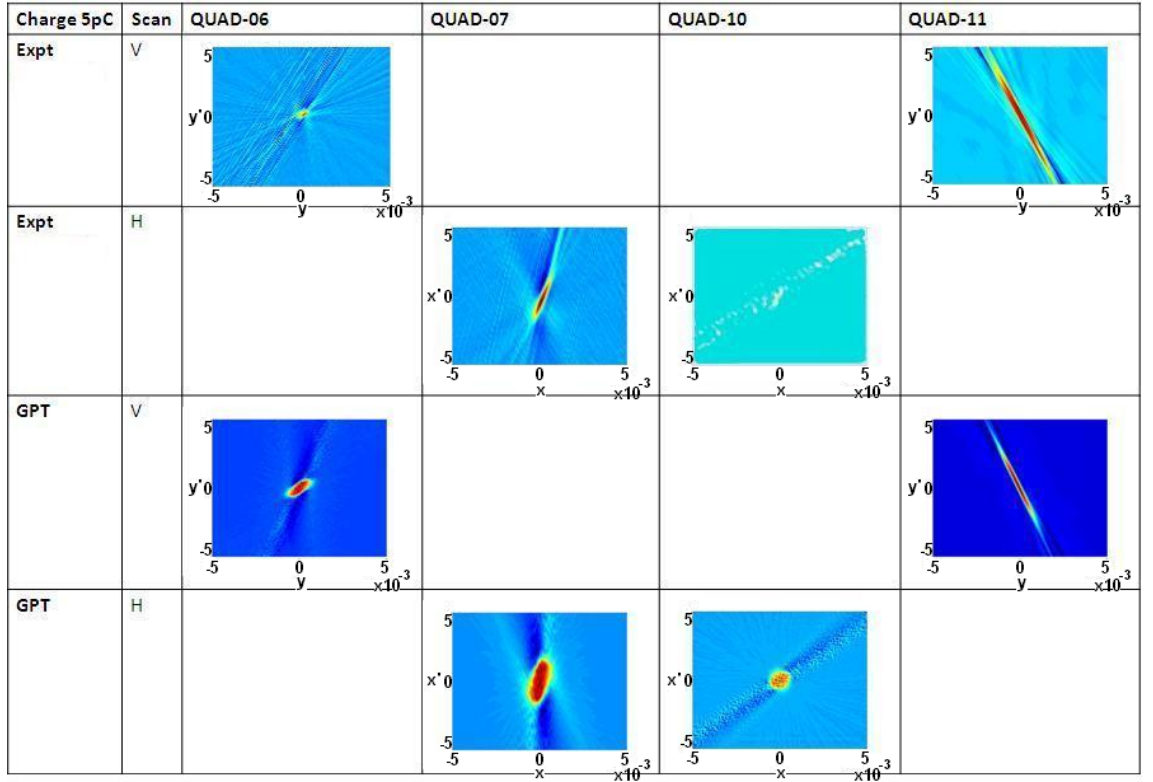 Charge 5pC Scan QUAD-06 QUAD-07 QUAD-10 QUAD-11
Expt V
5 5
y'0 y'0
-5 -5
-5 0 5 -5 0 5
y x10-3 y x10-3
Expt H
5 5
x'0 x'0
-5 -5
-5 0 5 -5 0 5
x x10-3 x x10-3
GPT V
5 5
y'0 y'0
-5 -5
-5 0 5 -5 0 5
y x10-3 y x10-3
GPT H
5 5
x'0 x'0
-5 -5
-5 0 5 -5 0 5
x x10-3 x x10-3